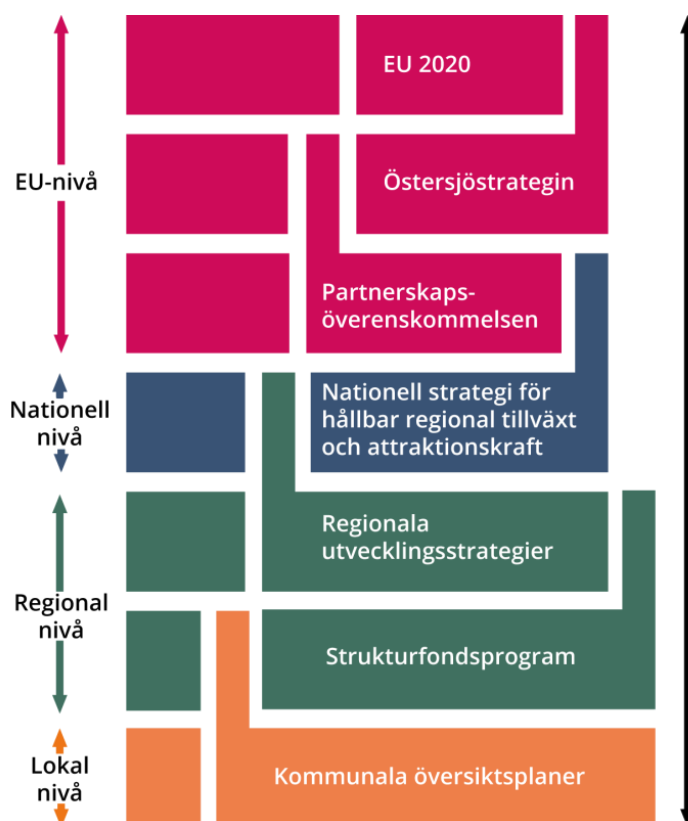 EU 2020
EU-nivå
Östersjöstrategin
Partnerskaps-
överenskommelsen
Nationell
nivå
Nationell strategi för
hållbar regional tillväxt
och attraktionskraft
Regionala
utvecklingsstrategier
Regional
nivå
Strukturfondsprogram
Lokal
nivå
Kommunala översiktsplaner